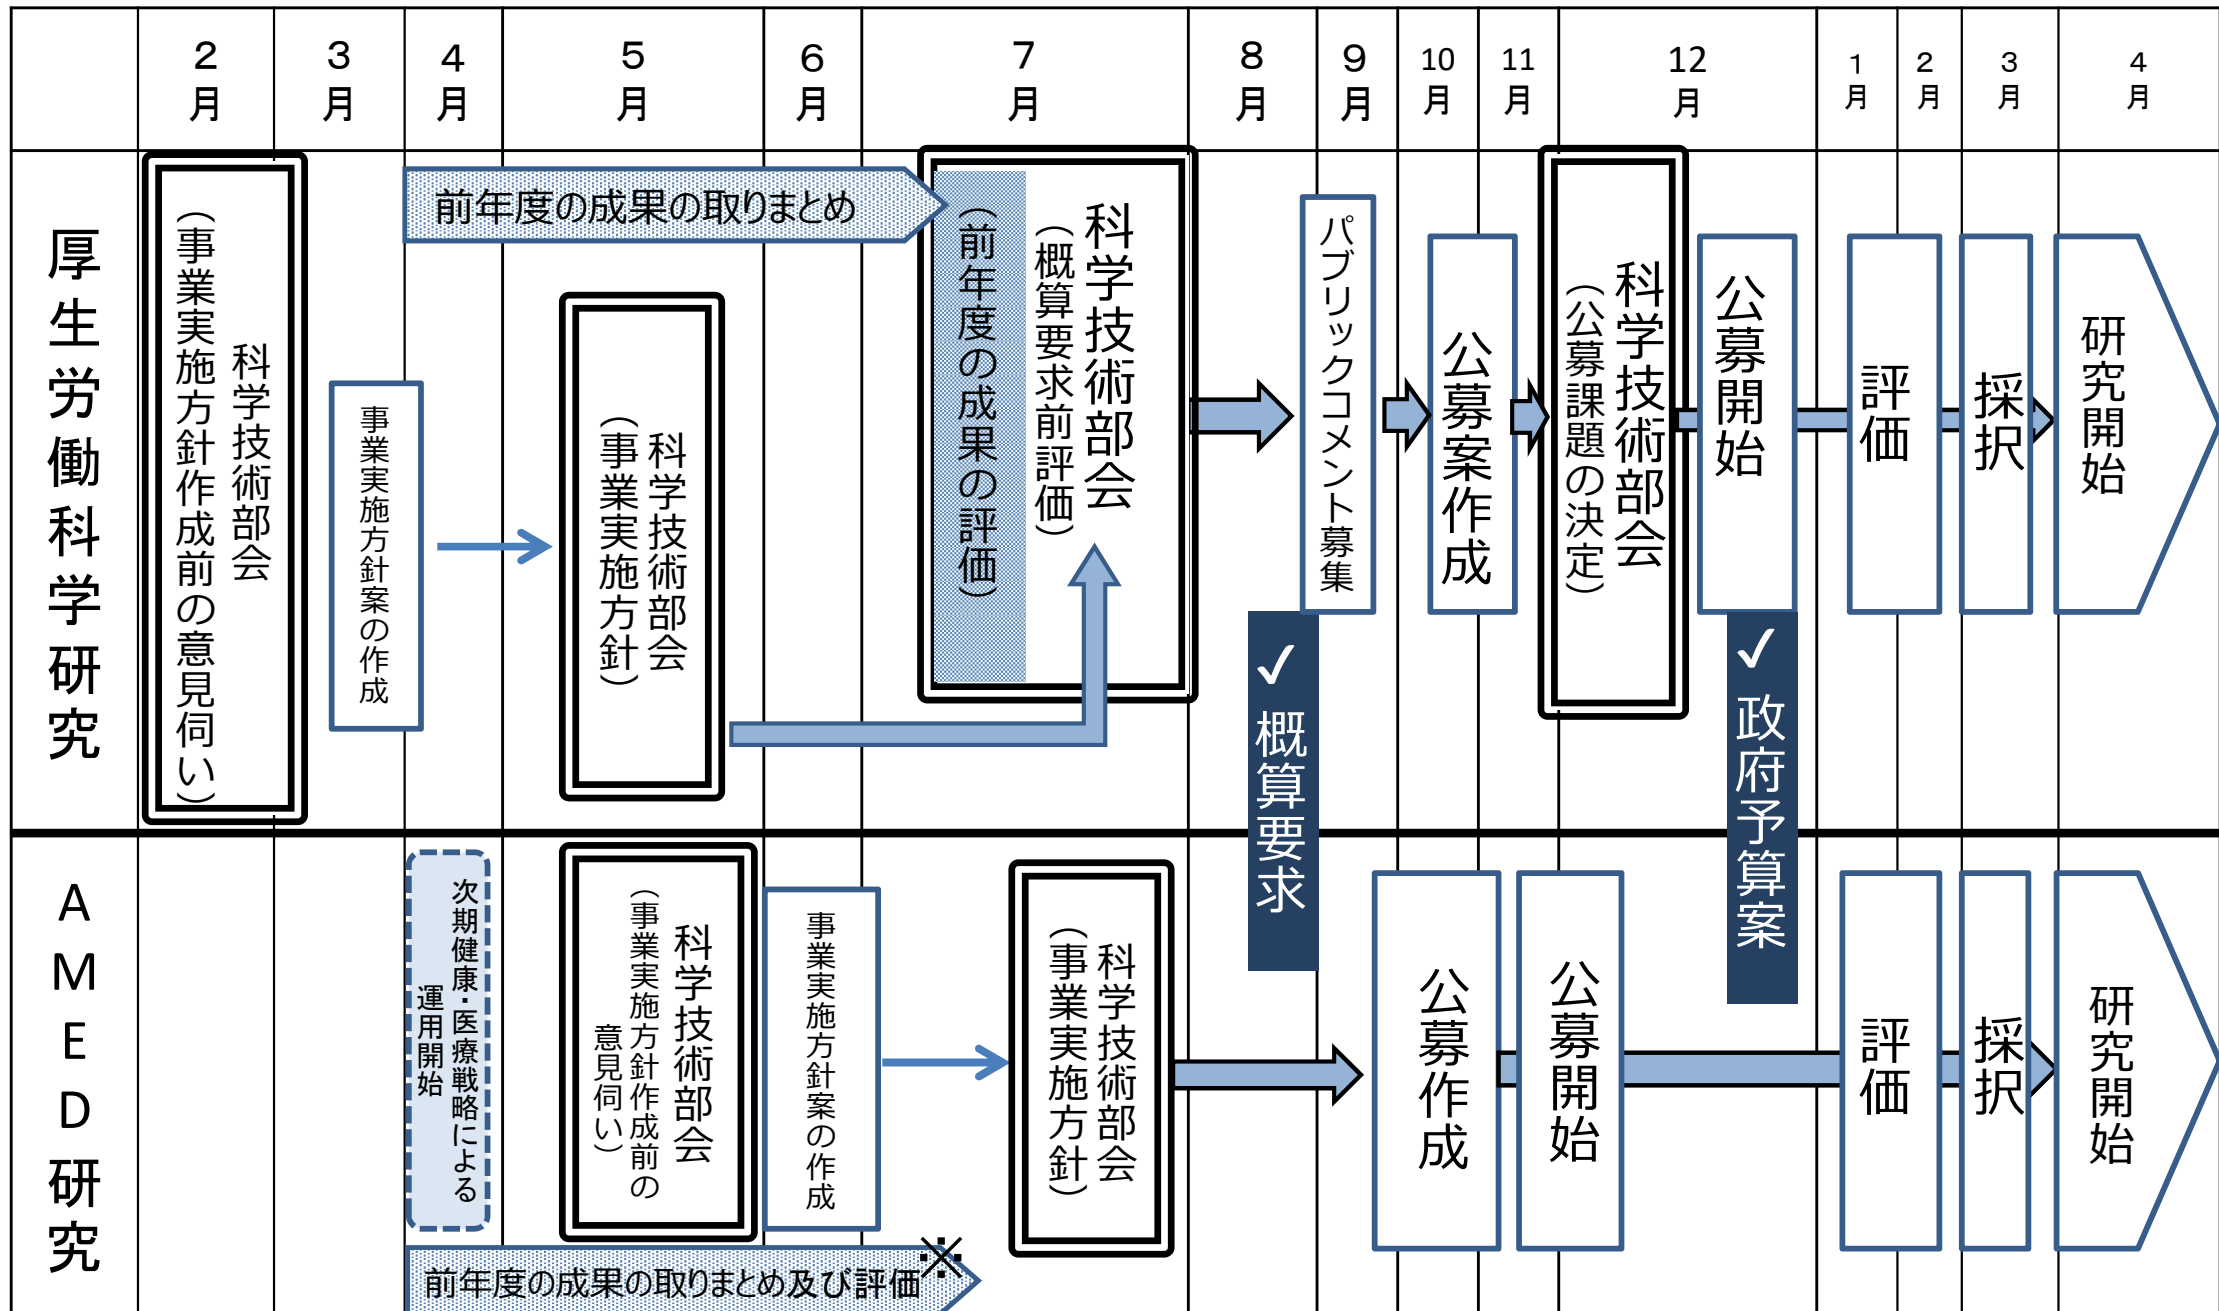 2月
3月
4月
5月
6月
7月
8月
9月
10月
11月
12月
1月
2月
3月
4月
厚生労働科学研究
科学技術部会
（事業実施方針作成前の意見伺い）
事業実施方針案の作成
前年度の成果の取りまとめ
科学技術部会
（事業実施方針）
科学技術部会
（概算要求前評価）
（前年度の成果の評価）
パブリックコメント募集
公募案作成
科学技術部会
（公募課題の決定）
公募開始
評価
採択
研究開始
✓概算要求
✓政府予算案
AMED研究
次期健康・医療戦略による
運用開始
科学技術部会
（事業実施方針作成前の
意見伺い）
事業実施方針案の作成
科学技術部会
（事業実施方針）
公募作成
公募開始
評価
採択
研究開始
前年度の成果の取りまとめ及び評価※